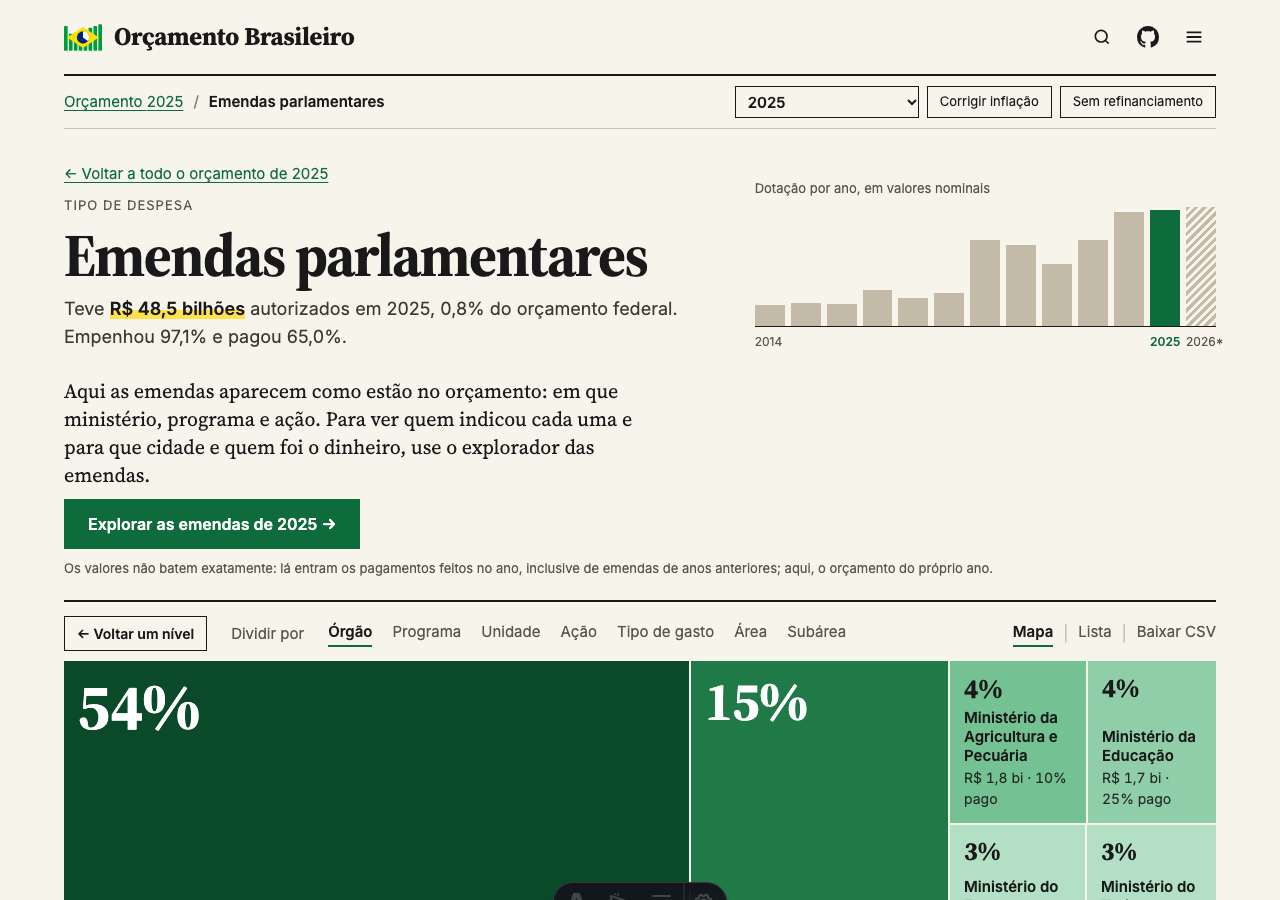 Orçamento Brasileiro
Orçamento 2025 / Emendas parlamentares
2025
Corrigir inflação
Sem refinanciamento
← Voltar a todo o orçamento de 2025
TIPO DE DESPESA
Emendas parlamentares
Teve R$ 48,5 bilhões autorizados em 2025, 0,8% do orçamento federal.
Empenhou 97,1% e pagou 65,0%.
Dotação por ano, em valores nominais
2014
2025
2026*
Aqui as emendas aparecem como estão no orçamento: em que
ministério, programa e ação. Para ver quem indicou cada uma e
para que cidade e quem foi o dinheiro, use o explorador das
emendas.
Explorar as emendas de 2025 →
Os valores não batem exatamente: lá entram os pagamentos feitos no ano, inclusive de emendas de anos anteriores; aqui, o orçamento do próprio ano.
← Voltar um nível
Dividir por
Órgão
Programa
Unidade
Ação
Tipo de gasto
Área
Subárea
Mapa | Lista | Baixar CSV
54%
15%
4%
Ministério da
Agricultura e
Pecuária
R$ 1,8 bi · 10%
pago
4%
Ministério da
Educação
R$ 1,7 bi ·
25% pago
3%
Ministério do
3%
Ministério do